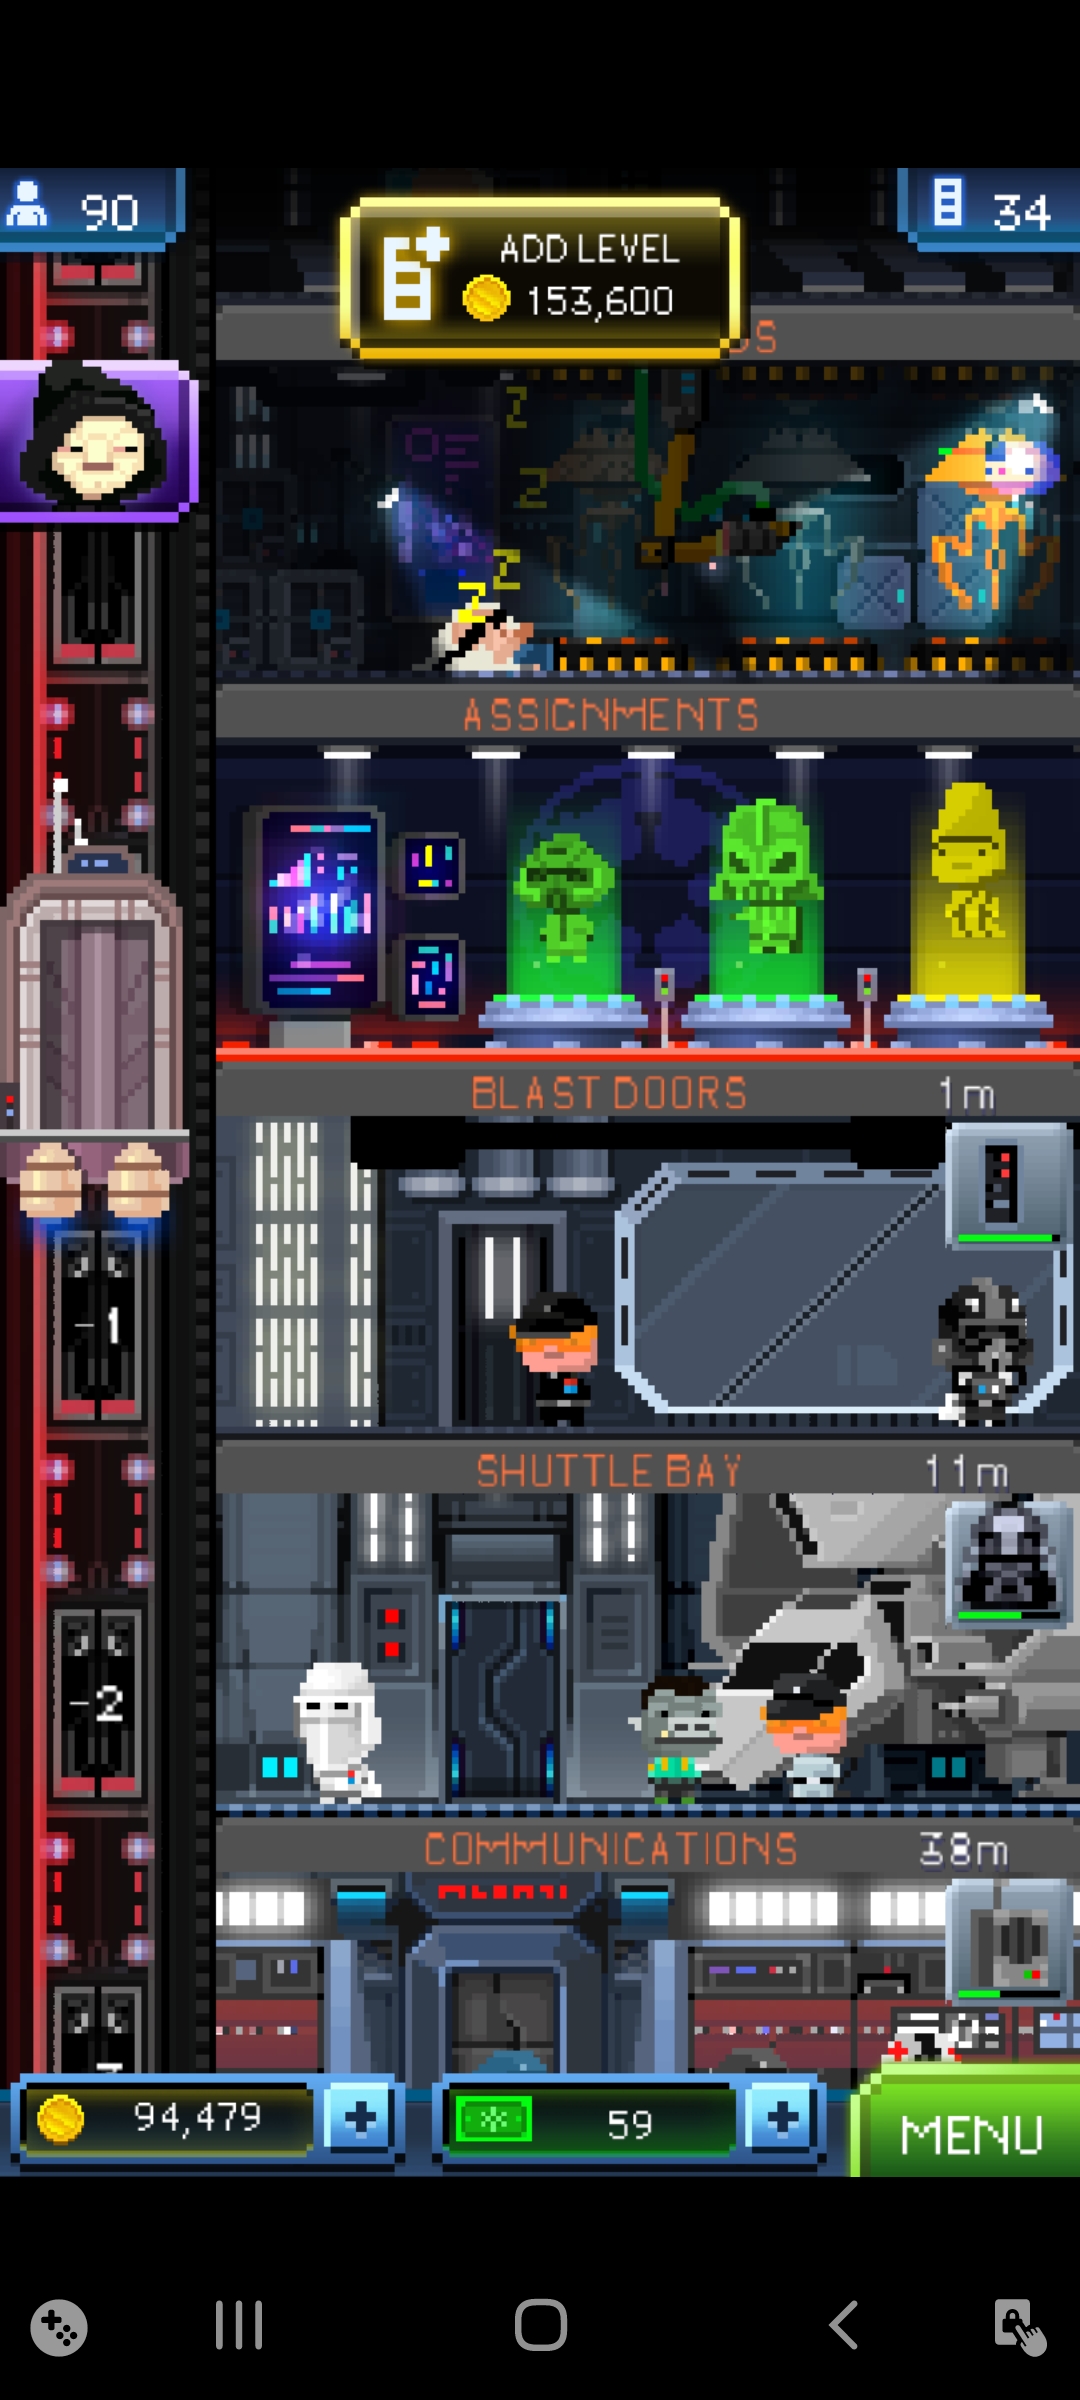 90
34
ADD LEVEL
153,600
Z
Z
Z
Z
ASSIGNMENTS
BLAST DOORS 1m
-1
SHUTTLE BAY 11m
-2
COMMUNICATIONS 38m
94,479
59
MENU